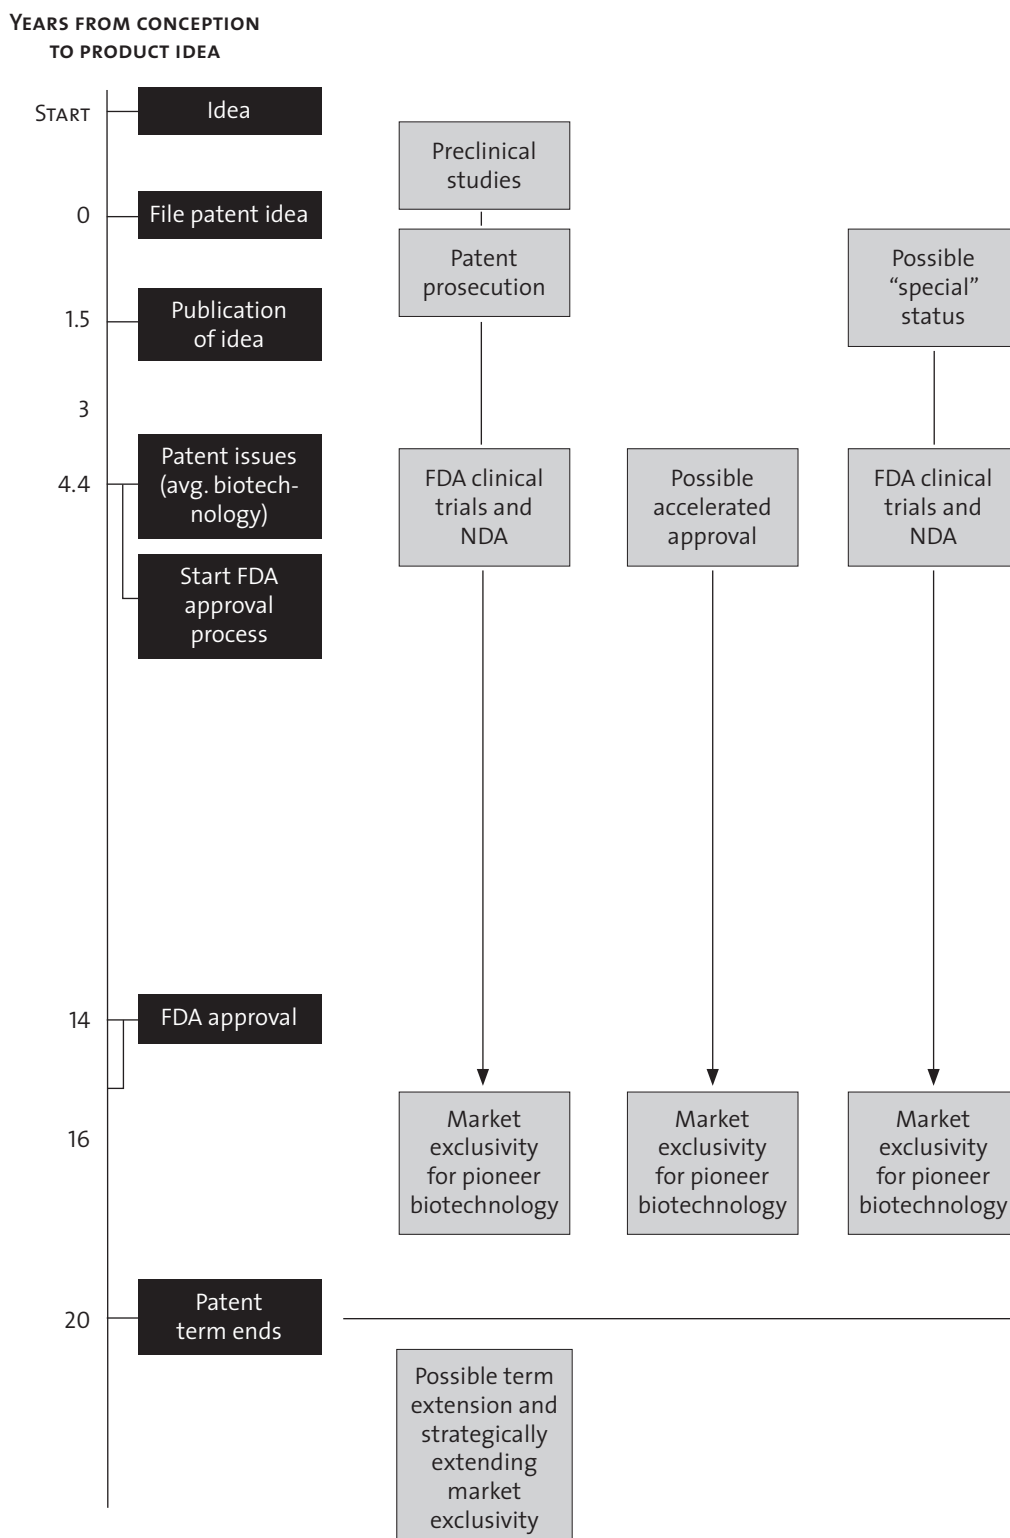 YEARS FROM CONCEPTION
TO PRODUCT IDEA
START
Idea
Preclinical
studies
0
File patent idea
Patent
prosecution
Possible
“special”
status
1.5
Publication
of idea
3
4.4
Patent issues
(avg. biotech-
nology)
FDA clinical
trials and
NDA
Possible
accelerated
approval
FDA clinical
trials and
NDA
Start FDA
approval
process
14
FDA approval
16
Market
exclusivity
for pioneer
biotechnology
Market
exclusivity
for pioneer
biotechnology
Market
exclusivity
for pioneer
biotechnology
20
Patent
term ends
Possible term
extension and
strategically
extending
market
exclusivity